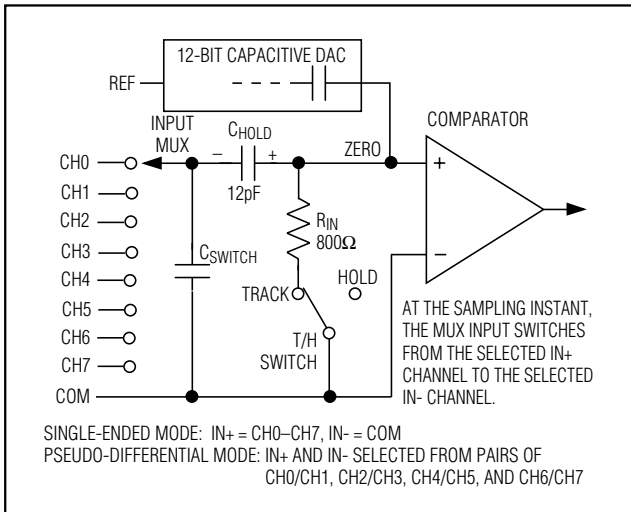 12-BIT CAPACITIVE DAC
REF
INPUT
MUX
CHOLD
– +
12pF
ZERO
COMPARATOR
+
–
CH0
CH1
CH2
CH3
CH4
CH5
CH6
CH7
COM
CSWITCH
RIN
800Ω
TRACK
HOLD
T/H
SWITCH
AT THE SAMPLING INSTANT,
THE MUX INPUT SWITCHES
FROM THE SELECTED IN+
CHANNEL TO THE SELECTED
IN- CHANNEL.
SINGLE-ENDED MODE: IN+ = CH0–CH7, IN- = COM
PSEUDO-DIFFERENTIAL MODE: IN+ AND IN- SELECTED FROM PAIRS OF
CH0/CH1, CH2/CH3, CH4/CH5, AND CH6/CH7